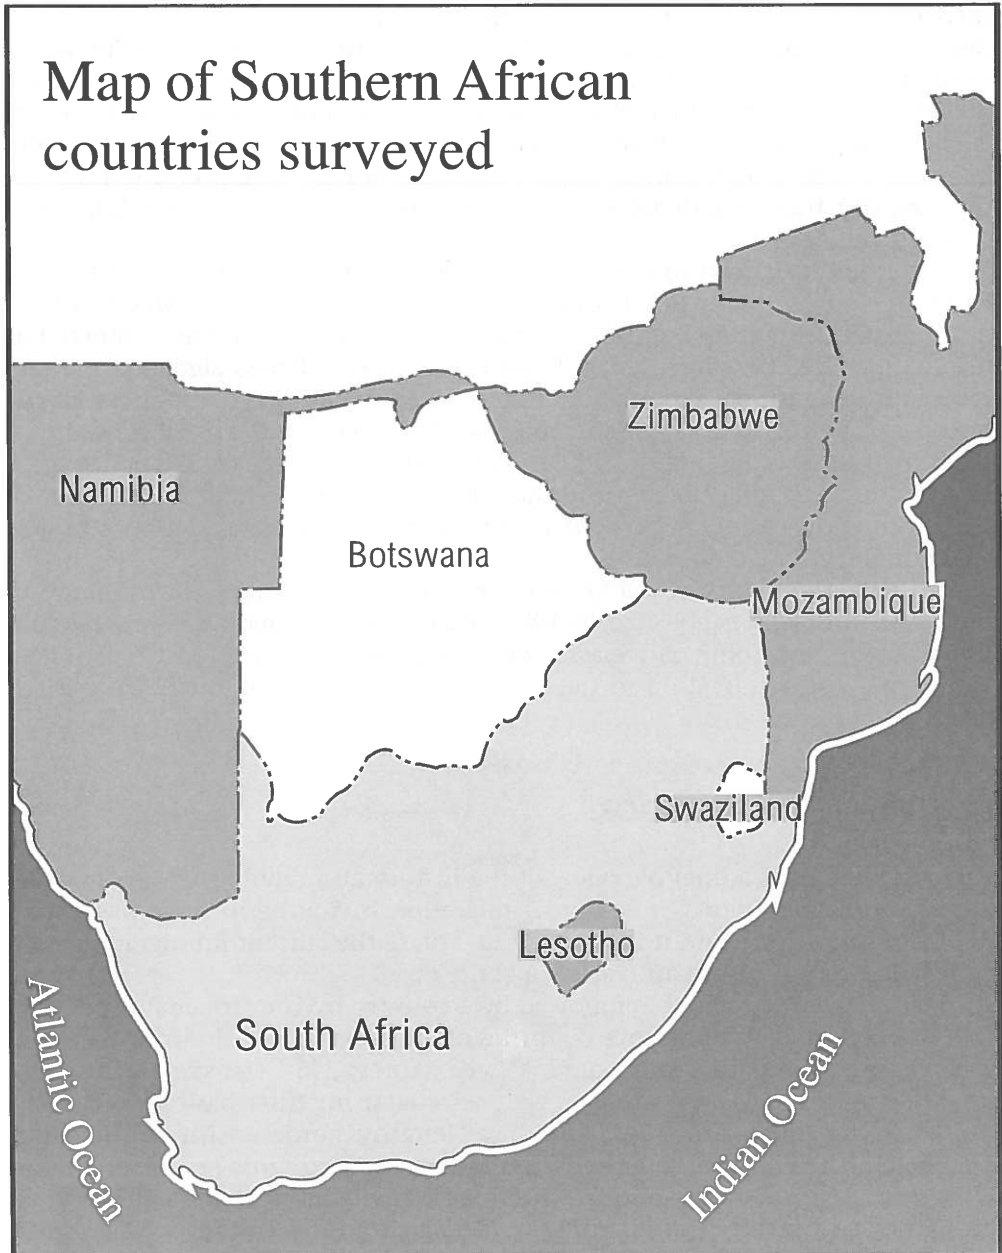 Map of Southern African
countries surveyed
Zimbabwe
Namibia
Botswana
Mozambique
Swaziland
Lesotho
South Africa
Atlantic Ocean
Indian Ocean